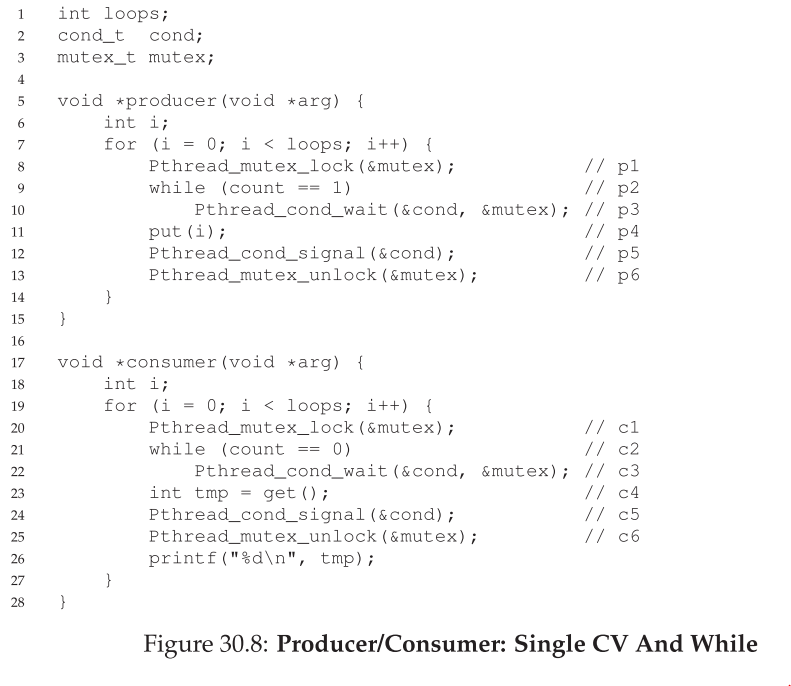 1 int loops;
2 cond_t cond;
3 mutex_t mutex;
4
5 void *producer(void *arg) {
6 int i;
7 for (i = 0; i < loops; i++) {
8 Pthread_mutex_lock(&mutex); // p1
9 while (count == 1) // p2
10 Pthread_cond_wait(&cond, &mutex); // p3
11 put(i); // p4
12 Pthread_cond_signal(&cond); // p5
13 Pthread_mutex_unlock(&mutex); // p6
14 }
15 }
16
17 void *consumer(void *arg) {
18 int i;
19 for (i = 0; i < loops; i++) {
20 Pthread_mutex_lock(&mutex); // c1
21 while (count == 0) // c2
22 Pthread_cond_wait(&cond, &mutex); // c3
23 int tmp = get(); // c4
24 Pthread_cond_signal(&cond); // c5
25 Pthread_mutex_unlock(&mutex); // c6
26 printf("%d\n", tmp);
27 }
28 }
Figure 30.8: Producer/Consumer: Single CV And While